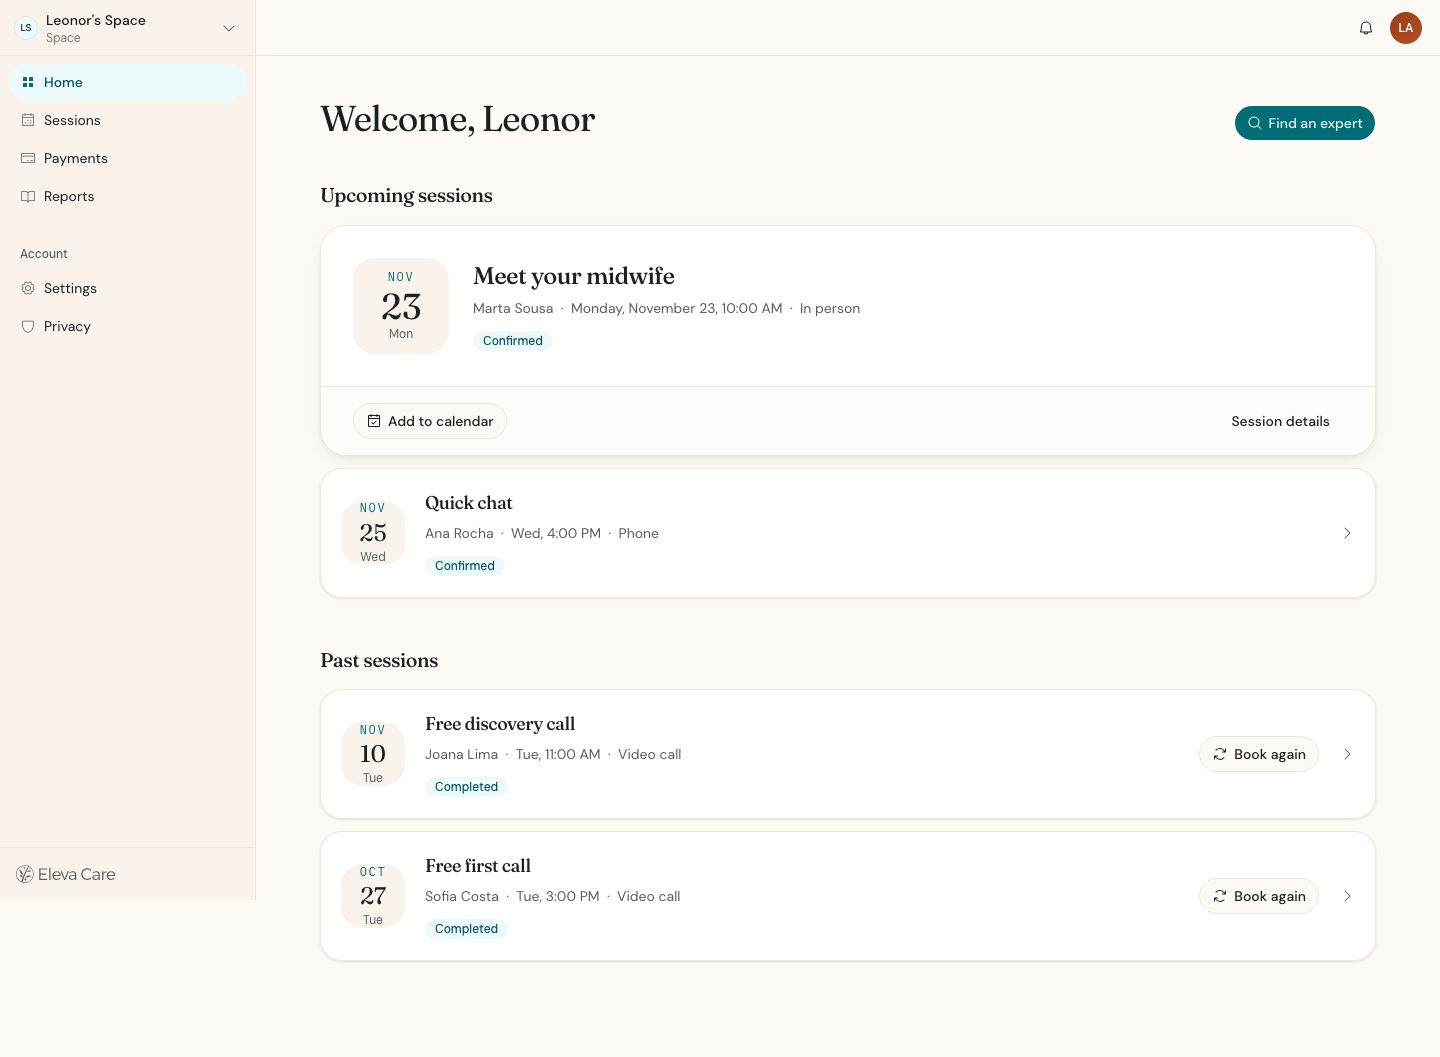 LS
Leonor's Space
Space
LA
Home
Sessions
Payments
Reports
Account
Settings
Privacy
Eleva Care
Welcome, Leonor
Find an expert
Upcoming sessions
NOV
23
Mon
Meet your midwife
Marta Sousa · Monday, November 23, 10:00 AM · In person
Confirmed
Add to calendar
Session details
NOV
25
Wed
Quick chat
Ana Rocha · Wed, 4:00 PM · Phone
Confirmed
Past sessions
NOV
10
Tue
Free discovery call
Joana Lima · Tue, 11:00 AM · Video call
Completed
Book again
OCT
27
Tue
Free first call
Sofia Costa · Tue, 3:00 PM · Video call
Completed
Book again